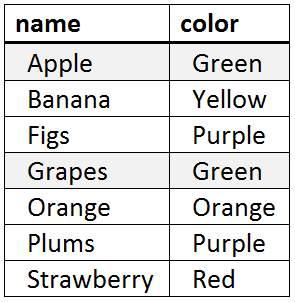 name color
Apple Green
Banana Yellow
Figs Purple
Grapes Green
Orange Orange
Plums Purple
Strawberry Red